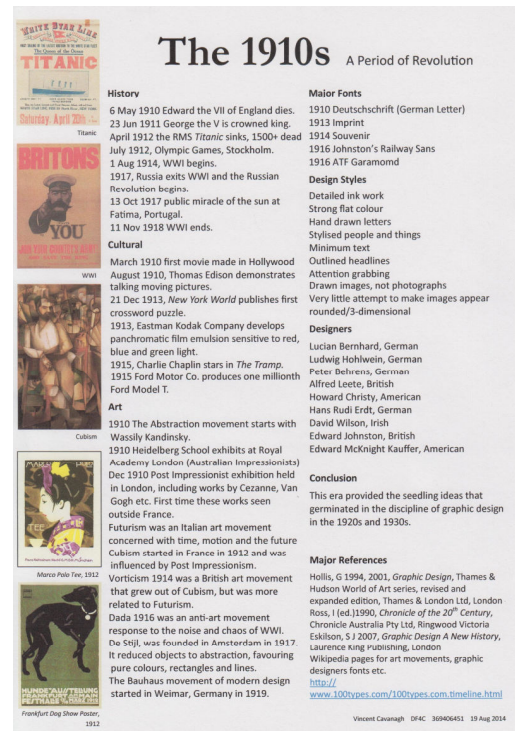 The 1910s A Period of Revolution
WHITE STAR LINE
The Queen of the Ocean
TITANIC
Saturday, April 20th
Titanic
BRITONS
YOU
WWI
Cubism
TEE
Marco Polo Tee, 1912
HUNDE-AUSSTELLUNG
FRANKFURT AM MAIN
Frankfurt Dog Show Poster,
1912
History
6 May 1910 Edward the VII of England dies.
23 Jun 1911 George the V is crowned king.
April 1912 the RMS Titanic sinks, 1500+ dead
July 1912, Olympic Games, Stockholm.
1 Aug 1914, WWI begins.
1917, Russia exits WWI and the Russian
Revolution begins.
13 Oct 1917 public miracle of the sun at
Fatima, Portugal.
11 Nov 1918 WWI ends.
Cultural
March 1910 first movie made in Hollywood
August 1910, Thomas Edison demonstrates
talking moving pictures.
21 Dec 1913, New York World publishes first
crossword puzzle.
1913, Eastman Kodak Company develops
panchromatic film emulsion sensitive to red,
blue and green light.
1915, Charlie Chaplin stars in The Tramp.
1915 Ford Motor Co. produces one millionth
Ford Model T.
Art
1910 The Abstraction movement starts with
Wassily Kandinsky.
1910 Heidelberg School exhibits at Royal
Academy London (Australian Impressionists)
Dec 1910 Post Impressionist exhibition held
in London, including works by Cezanne, Van
Gogh etc. First time these works seen
outside France.
Futurism was an Italian art movement
concerned with time, motion and the future
Cubism started in France in 1912 and was
influenced by Post Impressionism.
Vorticism 1914 was a British art movement
that grew out of Cubism, but was more
related to Futurism.
Dada 1916 was an anti-art movement
response to the noise and chaos of WWI.
De Stijl, was founded in Amsterdam in 1917.
It reduced objects to abstraction, favouring
pure colours, rectangles and lines.
The Bauhaus movement of modern design
started in Weimar, Germany in 1919.
Major Fonts
1910 Deutschschrift (German Letter)
1913 Imprint
1914 Souvenir
1916 Johnston's Railway Sans
1916 ATF Garamomd
Design Styles
Detailed ink work
Strong flat colour
Hand drawn letters
Stylised people and things
Minimum text
Outlined headlines
Attention grabbing
Drawn images, not photographs
Very little attempt to make images appear
rounded/3-dimensional
Designers
Lucian Bernhard, German
Ludwig Hohlwein, German
Peter Behrens, German
Alfred Leete, British
Howard Christy, American
Hans Rudi Erdt, German
David Wilson, Irish
Edward Johnston, British
Edward McKnight Kauffer, American
Conclusion
This era provided the seedling ideas that
germinated in the discipline of graphic design
in the 1920s and 1930s.
Major References
Hollis, G 1994, 2001, Graphic Design, Thames &
Hudson World of Art series, revised and
expanded edition, Thames & London Ltd, London
Ross, I (ed.)1990, Chronicle of the 20th Century,
Chronicle Australia Pty Ltd, Ringwood Victoria
Eskilson, S J 2007, Graphic Design A New History,
Laurence King Publishing, London
Wikipedia pages for art movements, graphic
designers fonts etc.
http://
www.100types.com/100types.com.timeline.html
Vincent Cavanagh DF4C 369406451 19 Aug 2014